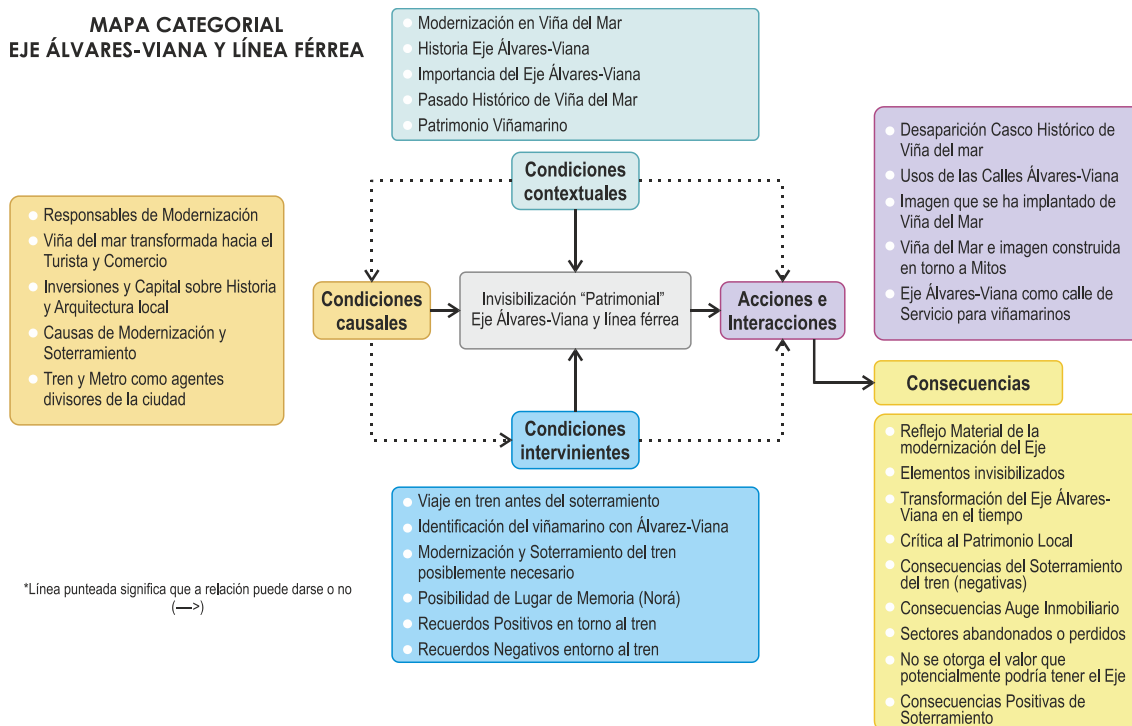 MAPA CATEGORIAL
EJE ÁLVARES-VIANA Y LÍNEA FÉRREA
Modernización en Viña del Mar
Historia Eje Álvares-Viana
Importancia del Eje Álvares-Viana
Pasado Histórico de Viña del Mar
Patrimonio Viñamarino
Condiciones
contextuales
Responsables de Modernización
Viña del mar transformada hacia el
Turista y Comercio
Inversiones y Capital sobre Historia
y Arquitectura local
Causas de Modernización y
Soterramiento
Tren y Metro como agentes
divisores de la ciudad
Condiciones
causales
Invisibilización “Patrimonial”
Eje Álvares-Viana y línea férrea
Acciones e
Interacciones
Desaparición Casco Histórico de
Viña del mar
Usos de las Calles Álvares-Viana
Imagen que se ha implantado de
Viña del Mar
Viña del Mar e imagen construida
en torno a Mitos
Eje Álvares-Viana como calle de
Servicio para viñamarinos
Consecuencias
Reflejo Material de la
modernización del Eje
Elementos invisibilizados
Transformación del Eje Álvares-
Viana en el tiempo
Crítica al Patrimonio Local
Consecuencias del Soterramiento
del tren (negativas)
Consecuencias Auge Inmobiliario
Sectores abandonados o perdidos
No se otorga el valor que
potencialmente podría tener el Eje
Consecuencias Positivas de
Soterramiento
Condiciones
intervinientes
Viaje en tren antes del soterramiento
Identificación del viñamarino con Álvarez-Viana
Modernización y Soterramiento del tren
posiblemente necesario
Posibilidad de Lugar de Memoria (Norá)
Recuerdos Positivos en torno al tren
Recuerdos Negativos entorno al tren
*Línea punteada significa que a relación puede darse o no
(—>)